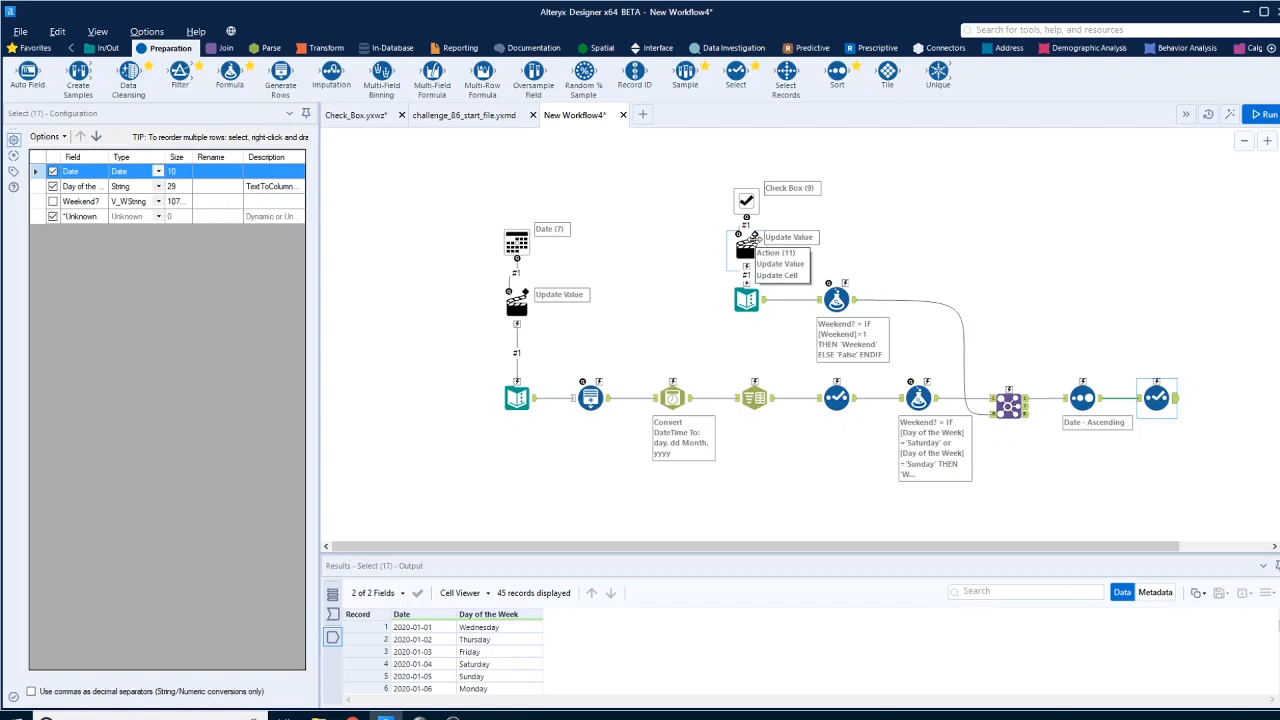 Alteryx Designer x64 BETA - New Workflow4*
File Edit View Options Help
Search for tools, help, and resources
Favorites In/Out Preparation Join Parse Transform In-Database Reporting Documentation Spatial Interface Data Investigation Predictive Prescriptive Connectors Address Demographic Analysis Behavior Analysis Calg
Auto Field Create Samples Data Cleansing Filter Formula Generate Rows Imputation Multi-Field Binning Multi-Field Formula Multi-Row Formula Oversample Field Random % Sample Record ID Sample Select Select Records Sort Tile Unique
Select (17) - Configuration
Check_Box.yxwz* challenge_86_start_file.yxmd New Workflow4*
Run
Options TIP: To reorder multiple rows: select, right-click and dra
Field Type Size Rename Description
Date Date 10
Day of the ... String 29 TextToColumn...
Weekend? V_WString 107...
*Unknown Unknown 0 Dynamic or Un...
Use commas as decimal separators (String/Numeric conversions only)
Check Box (9)
#1
Update Value
Action (11)
Update Value
Update Cell
#1
Date (7)
#1
Update Value
#1
Weekend? = IF
[Weekend]=1
THEN 'Weekend'
ELSE 'False' ENDIF
Convert
DateTime To:
day, dd Month,
yyyy
Weekend? = IF
[Day of the Week]
='Saturday' or
[Day of the Week]
='Sunday' THEN
'W...
Date - Ascending
Results - Select (17) - Output
2 of 2 Fields Cell Viewer 45 records displayed Search Data Metadata
Record Date Day of the Week
1 2020-01-01 Wednesday
2 2020-01-02 Thursday
3 2020-01-03 Friday
4 2020-01-04 Saturday
5 2020-01-05 Sunday
6 2020-01-06 Monday